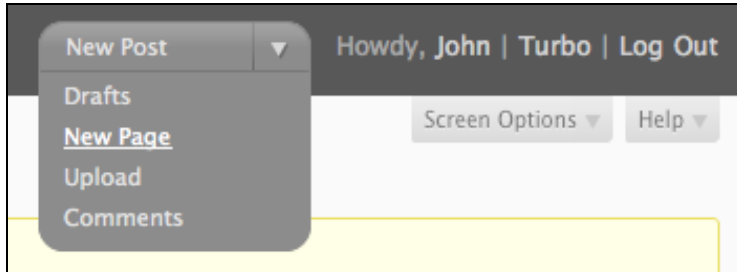 New Post ▼
Howdy, John | Turbo | Log Out
Drafts
New Page
Upload
Comments
Screen Options ▼
Help ▼